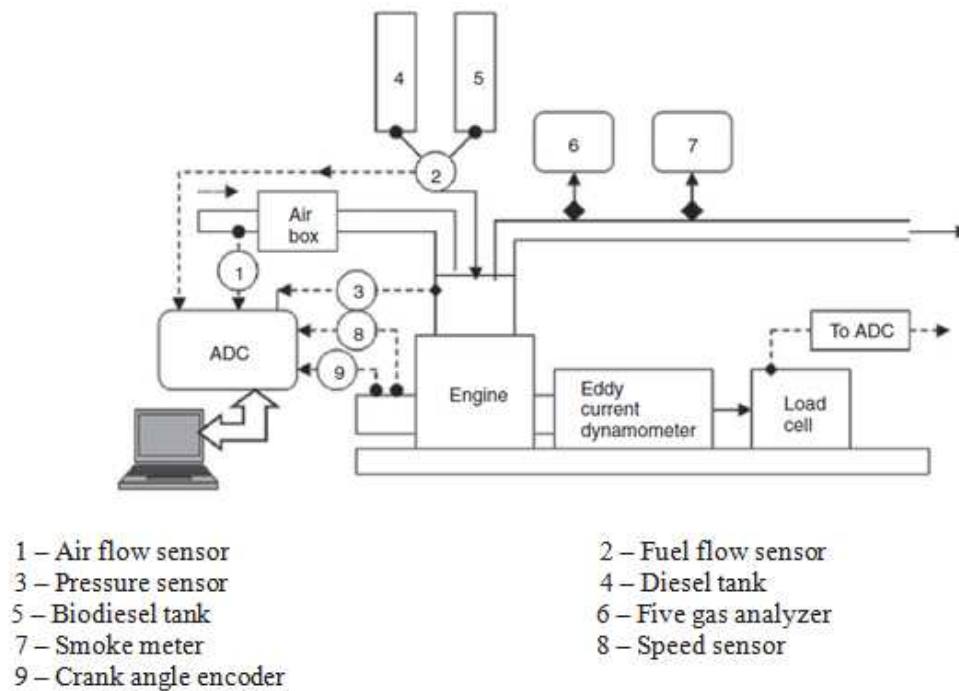 4
5
6
7
2
Air
box
1
3
8
To ADC
ADC
9
Engine
Eddy
current
dynamometer
Load
cell
1 – Air flow sensor
2 – Fuel flow sensor
3 – Pressure sensor
4 – Diesel tank
5 – Biodiesel tank
6 – Five gas analyzer
7 – Smoke meter
8 – Speed sensor
9 – Crank angle encoder